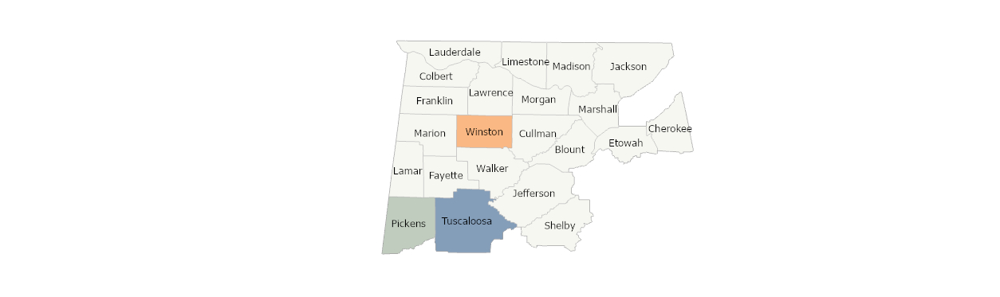 Lauderdale
Limestone
Madison
Jackson
Colbert
Lawrence
Franklin
Morgan
Marshall
Cherokee
Marion
Winston
Cullman
Etowah
Blount
Lamar
Fayette
Walker
Jefferson
Pickens
Tuscaloosa
Shelby